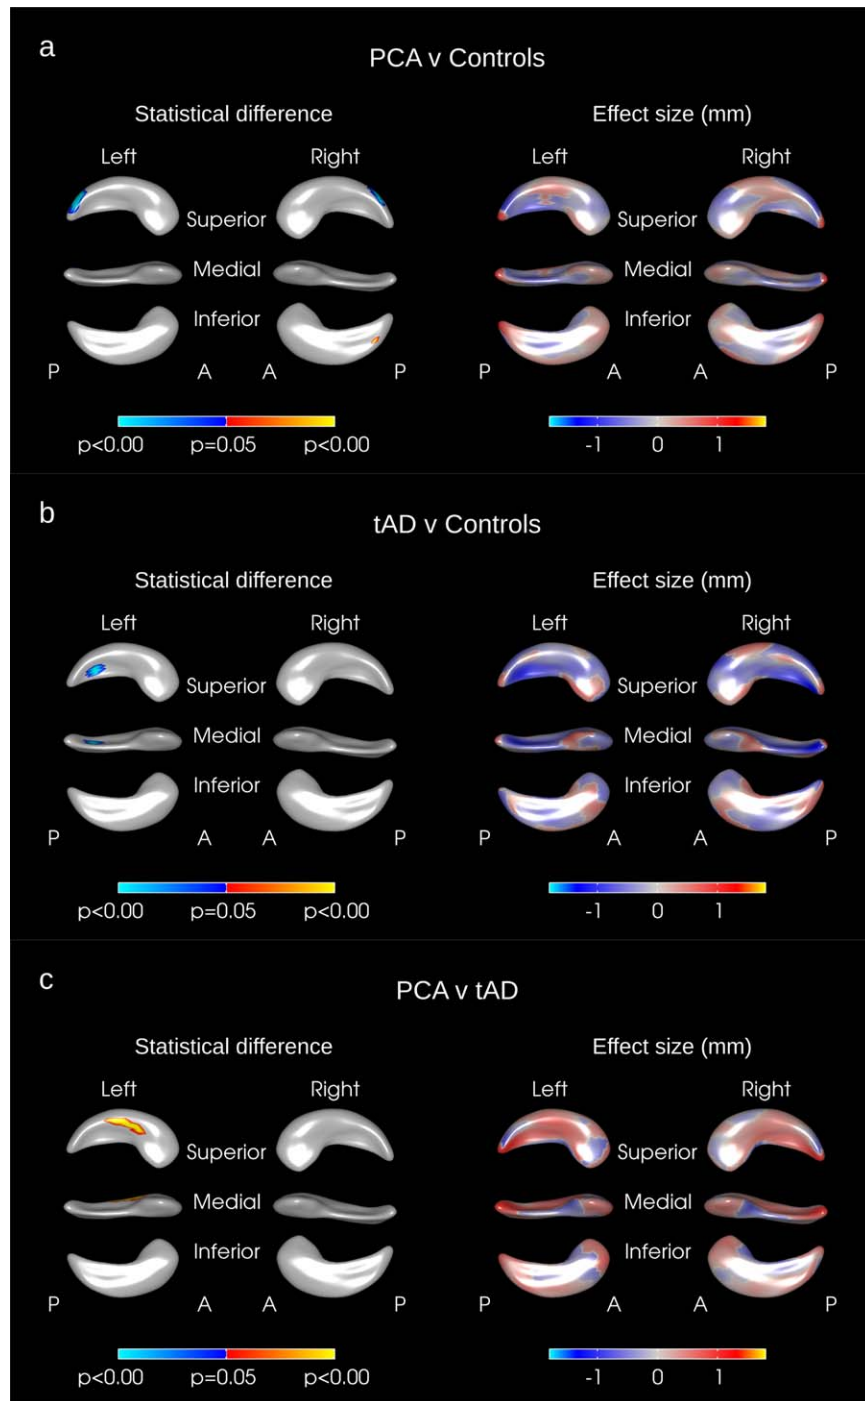 a
PCA v Controls
Statistical difference Effect size (mm)
Left Right
Superior Superior
Medial Medial
Inferior Inferior
P A A P P A A P
p<0.00 p=0.05 p<0.00 -1 0 1
b
tAD v Controls
Statistical difference Effect size (mm)
Left Right Left Right
Superior Superior
Medial Medial
Inferior Inferior
P A A P P A A P
p<0.00 p=0.05 p<0.00 -1 0 1
c
PCA v tAD
Statistical difference Effect size (mm)
Left Right Left Right
Superior Superior
Medial Medial
Inferior Inferior
P A A P P A A P
p<0.00 p=0.05 p<0.00 -1 0 1